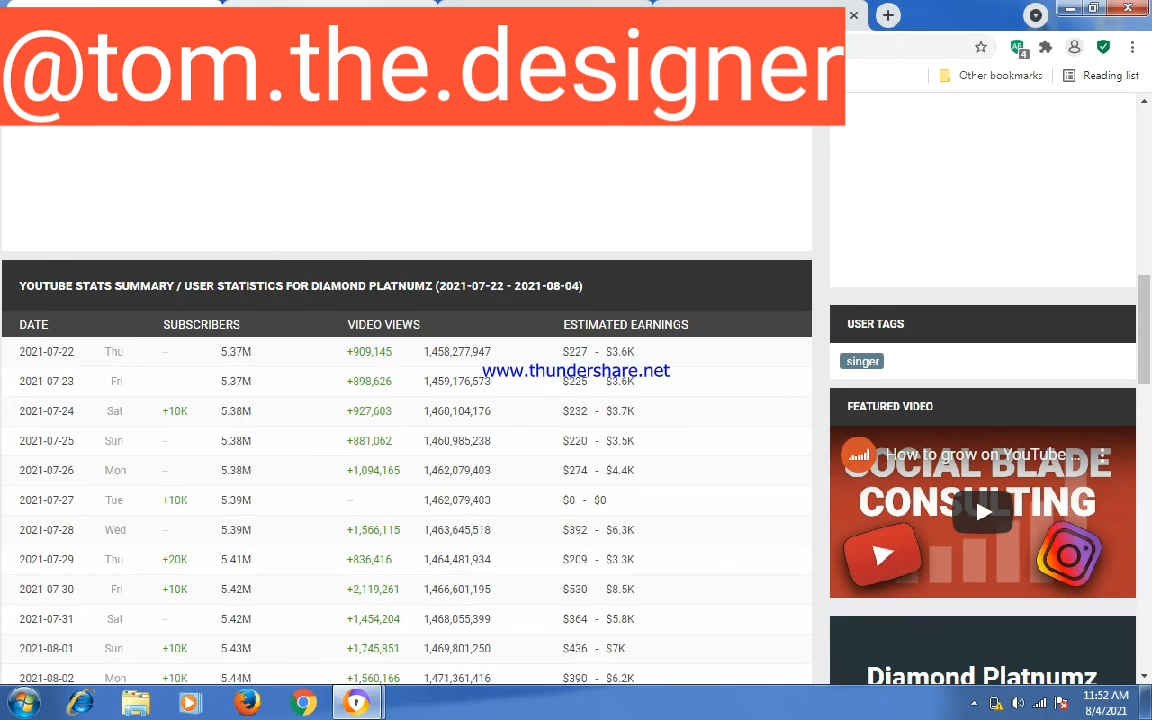 @tom.the.designer
Other bookmarks
Reading list
4
YOUTUBE STATS SUMMARY / USER STATISTICS FOR DIAMOND PLATNUMZ (2021-07-22 - 2021-08-04)
DATE SUBSCRIBERS VIDEO VIEWS ESTIMATED EARNINGS
2021-07-22 Thu – 5.37M +909,145 1,458,277,947 $227 - $3.6K
www.thundershare.net
2021-07-23 Fri 5.37M +898,626 1,459,176,573 $225 - $3.6K
2021-07-24 Sat +10K 5.38M +927,603 1,460,104,176 $232 - $3.7K
2021-07-25 Sun – 5.38M +881,062 1,460,985,238 $220 - $3.5K
2021-07-26 Mon – 5.38M +1,094,165 1,462,079,403 $274 - $4.4K
2021-07-27 Tue +10K 5.39M – 1,462,079,403 $0 - $0
2021-07-28 Wed – 5.39M +1,566,115 1,463,645,518 $392 - $6.3K
2021-07-29 Thu +20K 5.41M +836,416 1,464,481,934 $209 - $3.3K
2021-07-30 Fri +10K 5.42M +2,119,261 1,466,601,195 $530 - $8.5K
2021-07-31 Sat – 5.42M +1,454,204 1,468,055,399 $364 - $5.8K
2021-08-01 Sun +10K 5.43M +1,745,851 1,469,801,250 $436 - $7K
2021-08-02 Mon +10K 5.44M +1,560,166 1,471,361,416 $390 - $6.2K
USER TAGS
singer
FEATURED VIDEO
How to grow on YouTube ...
SOCIAL BLADE
CONSULTING
Diamond Platnumz
11:52 AM
8/4/2021